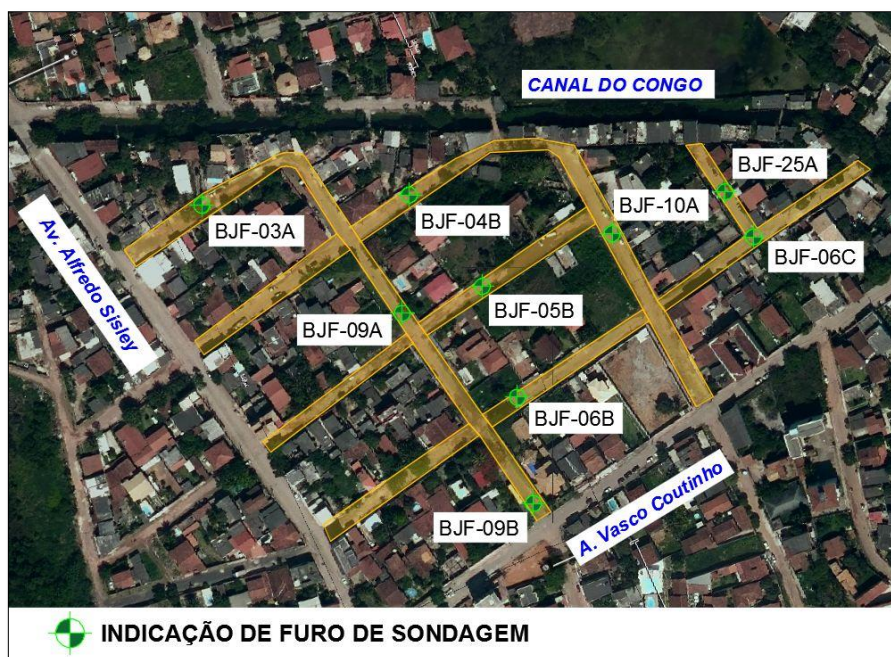 CANAL DO CONGO
BJF-25A
BJF-03A
BJF-04B
BJF-10A
BJF-06C
Av. Alfredo Sisley
BJF-09A
BJF-05B
BJF-06B
A. Vasco Coutinho
BJF-09B
INDICAÇÃO DE FURO DE SONDAGEM